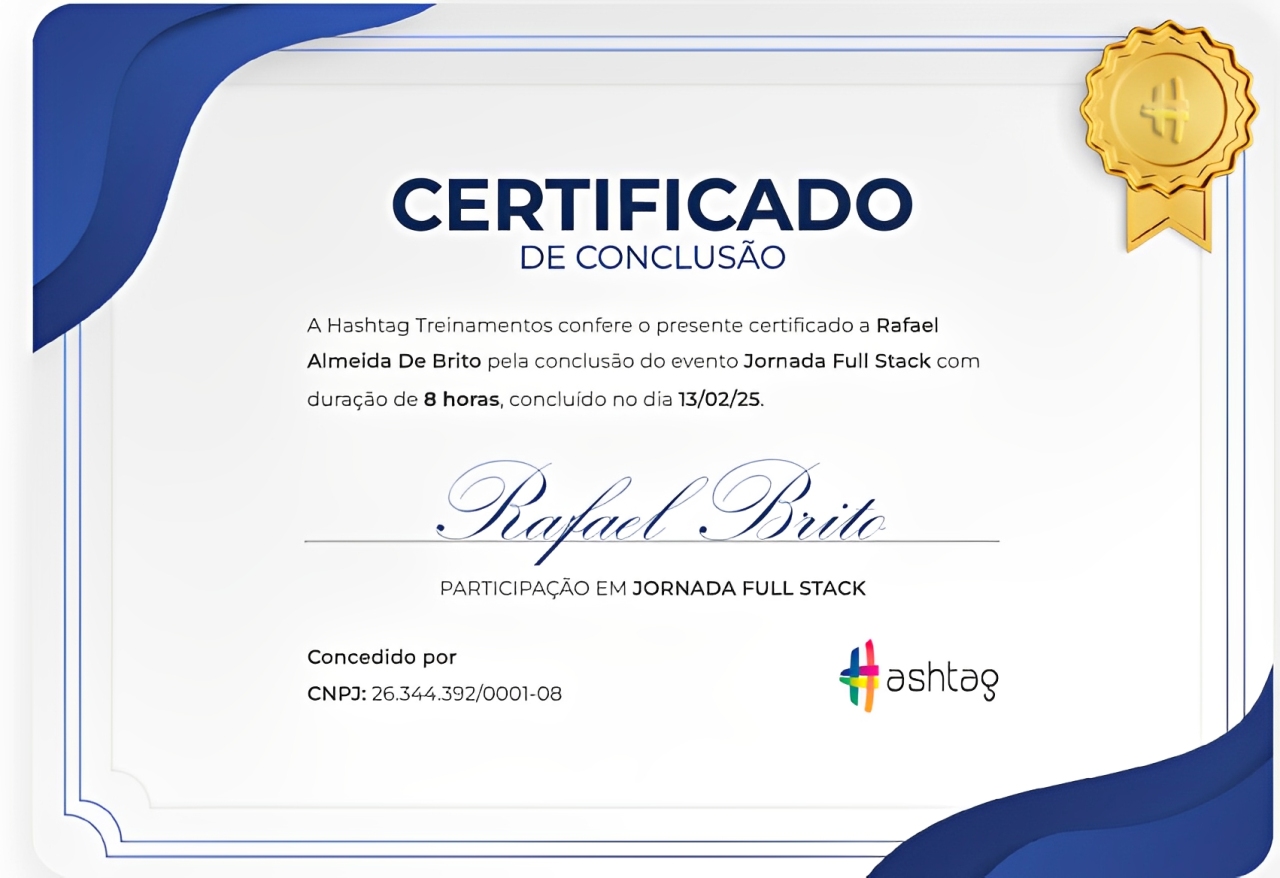 CERTIFICADO
DE CONCLUSÃO
A Hashtag Treinamentos confere o presente certificado a Rafael
Almeida De Brito pela conclusão do evento Jornada Full Stack com
duração de 8 horas, concluído no dia 13/02/25.
Rafael Brito
PARTICIPAÇÃO EM JORNADA FULL STACK
Concedido por
CNPJ: 26.344.392/0001-08
#ashtag